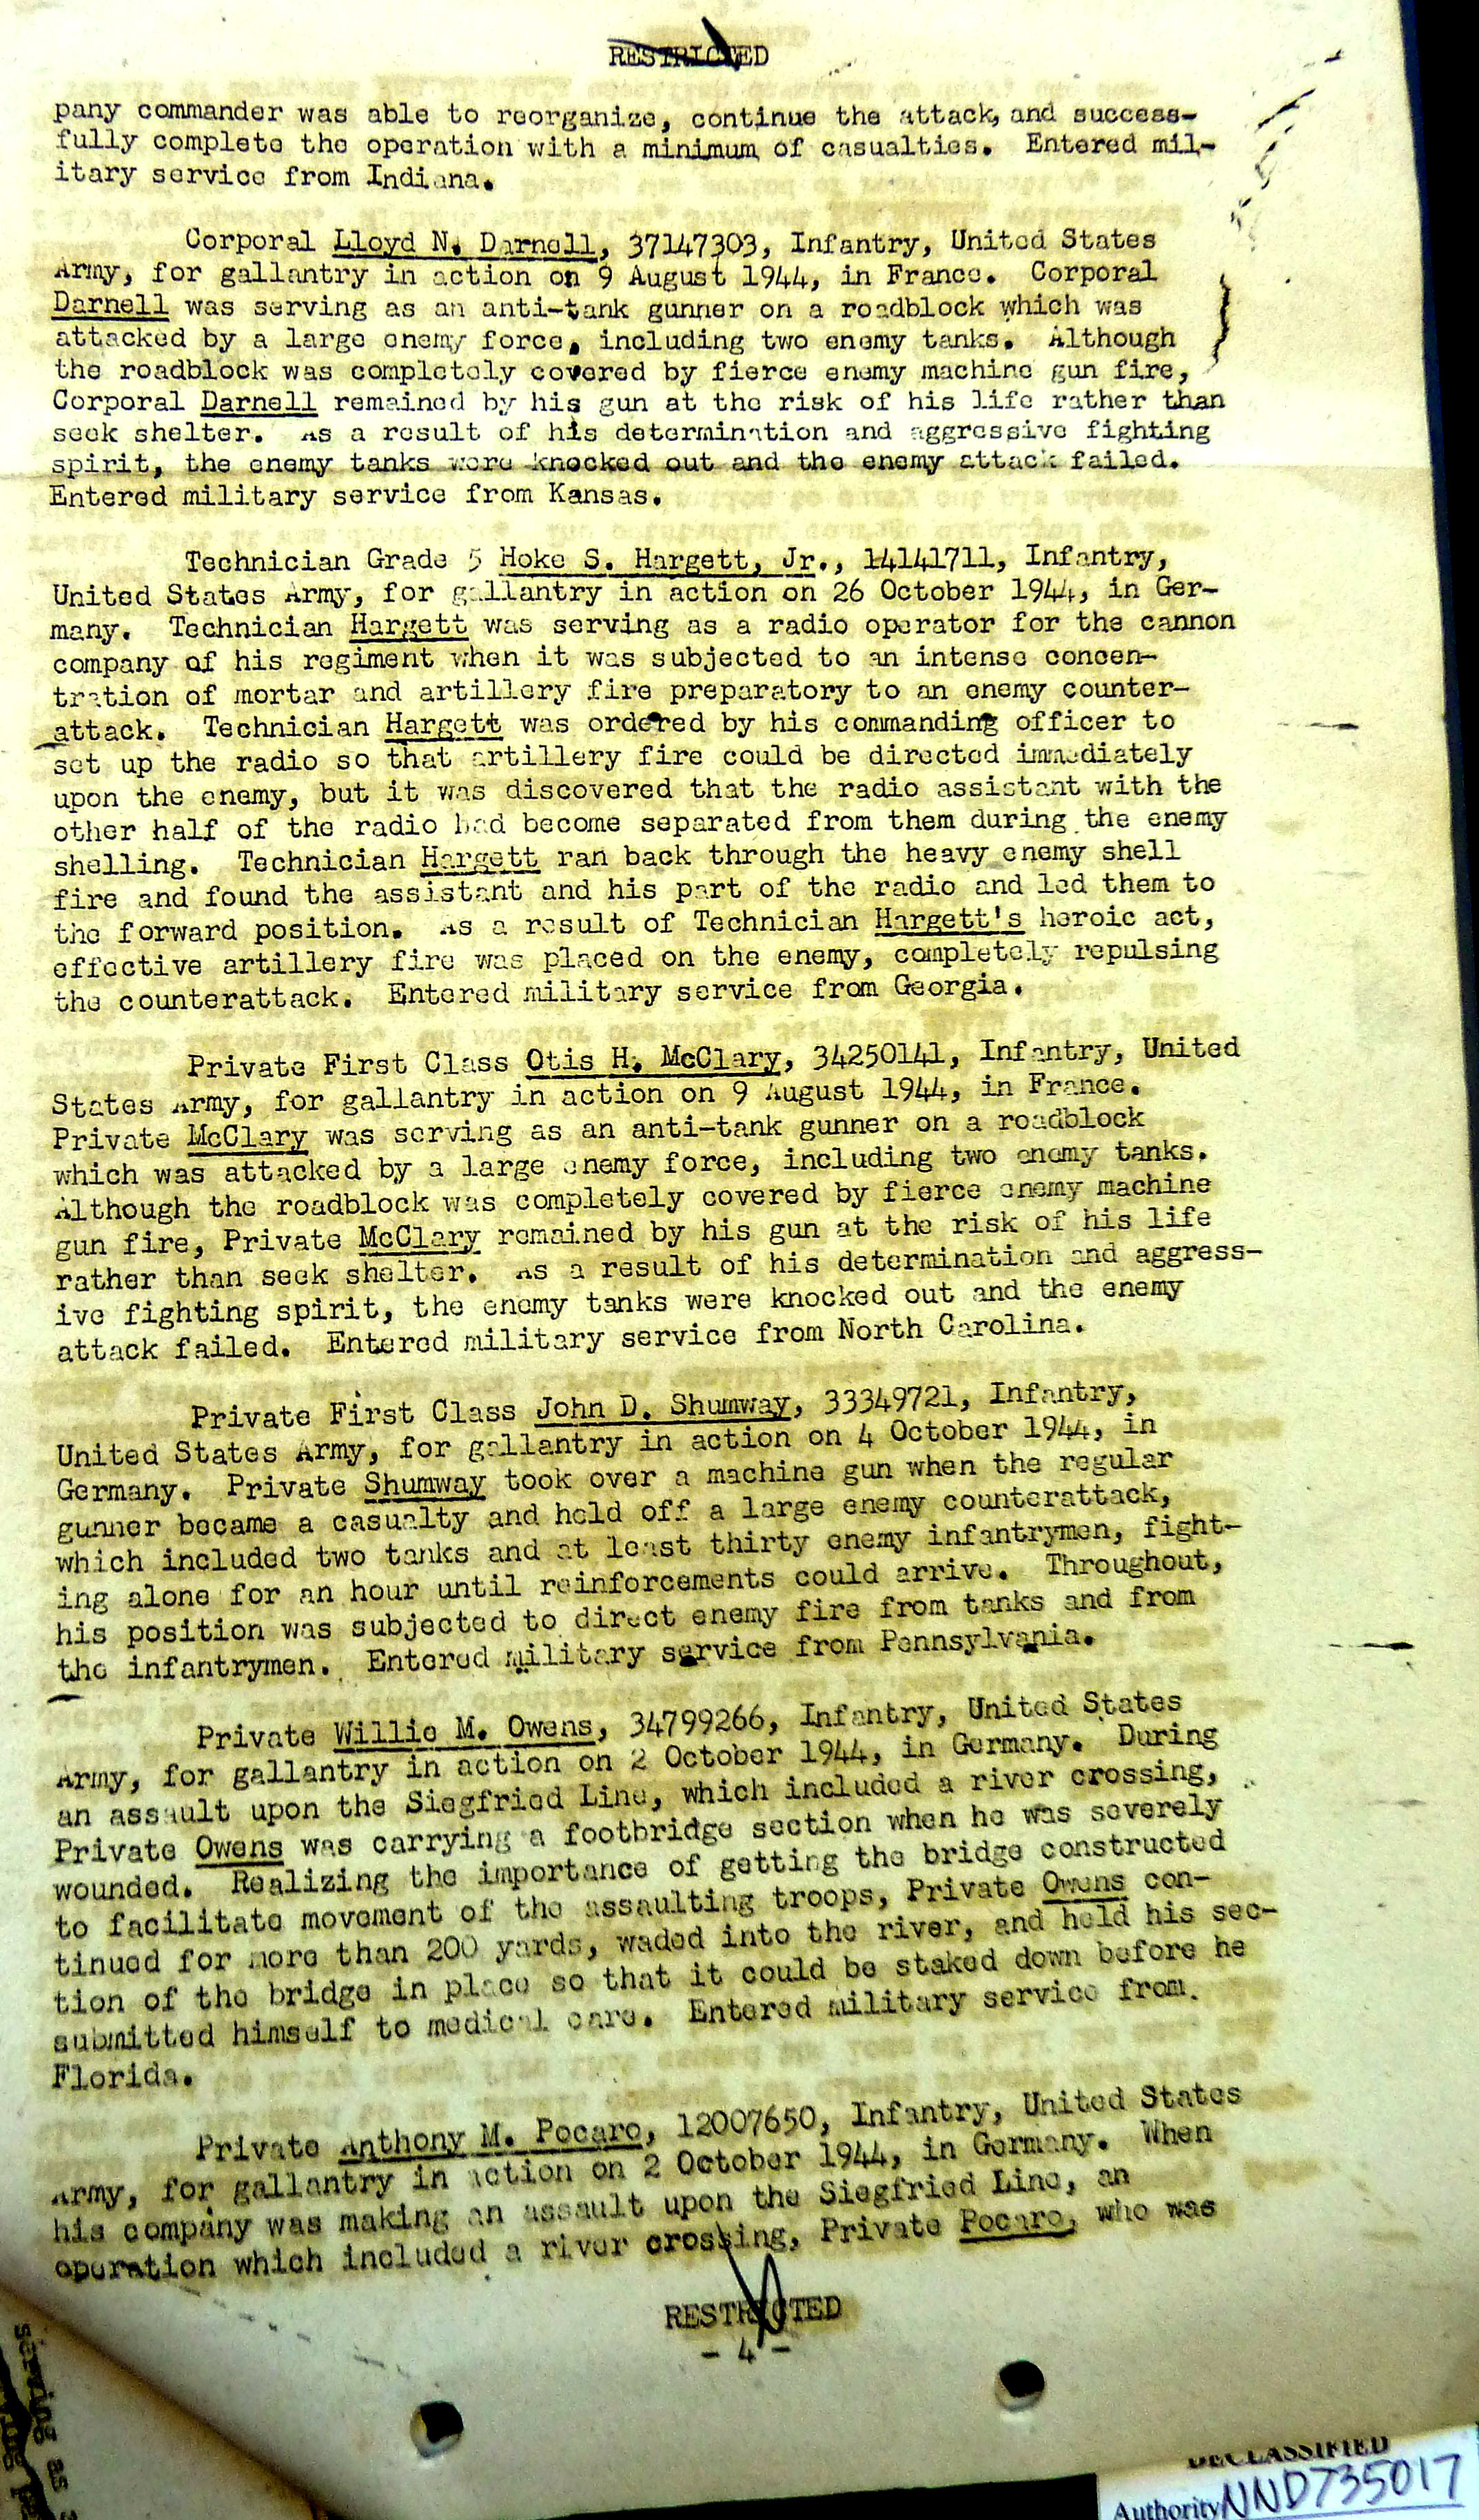 RESTRICTED
pany commander was able to reorganize, continue the attack, and success-
fully complete the operation with a minimum of casualties. Entered mil-
itary service from Indiana.
Corporal Lloyd N. Darnell, 37147303, Infantry, United States
Army, for gallantry in action on 9 August 1944, in France. Corporal
Darnell was serving as an anti-tank gunner on a roadblock which was
attacked by a large enemy force, including two enemy tanks. Although
the roadblock was completely covered by fierce enemy machine gun fire,
Corporal Darnell remained by his gun at the risk of his life rather than
seek shelter. As a result of his determination and aggressive fighting
spirit, the enemy tanks were knocked out and the enemy attack failed.
Entered military service from Kansas.
Technician Grade 5 Hoke S. Hargett, Jr., 14141711, Infantry,
United States Army, for gallantry in action on 26 October 1944, in Ger-
many. Technician Hargett was serving as a radio operator for the cannon
company of his regiment when it was subjected to an intense concen-
tration of mortar and artillery fire preparatory to an enemy counter-
attack. Technician Hargett was ordered by his commanding officer to
set up the radio so that artillery fire could be directed immediately
upon the enemy, but it was discovered that the radio assistant with the
other half of the radio had become separated from them during the enemy
shelling. Technician Hargett ran back through the heavy enemy shell
fire and found the assistant and his part of the radio and led them to
the forward position. As a result of Technician Hargett's heroic act,
effective artillery fire was placed on the enemy, completely repulsing
the counterattack. Entered military service from Georgia.
Private First Class Otis H. McClary, 34250141, Infantry, United
States Army, for gallantry in action on 9 August 1944, in France.
Private McClary was serving as an anti-tank gunner on a roadblock
which was attacked by a large enemy force, including two enemy tanks.
Although the roadblock was completely covered by fierce enemy machine
gun fire, Private McClary remained by his gun at the risk of his life
rather than seek shelter. As a result of his determination and aggress-
ive fighting spirit, the enemy tanks were knocked out and the enemy
attack failed. Entered military service from North Carolina.
Private First Class John D. Shumway, 33349721, Infantry,
United States Army, for gallantry in action on 4 October 1944, in
Germany. Private Shumway took over a machine gun when the regular
gunner became a casualty and held off a large enemy counterattack,
which included two tanks and at least thirty enemy infantrymen, fight-
ing alone for an hour until reinforcements could arrive. Throughout,
his position was subjected to direct enemy fire from tanks and from
the infantrymen. Entered military service from Pennsylvania.
Private Willie M. Owens, 34799266, Infantry, United States
Army, for gallantry in action on 2 October 1944, in Germany. During
an assault upon the Siegfried Line, which included a river crossing,
Private Owens was carrying a footbridge section when he was severely
wounded. Realizing the importance of getting the bridge constructed
to facilitate movement of the assaulting troops, Private Owens con-
tinued for more than 200 yards, waded into the river, and held his sec-
tion of the bridge in place so that it could be staked down before he
submitted himself to medical care. Entered military service from
Florida.
Private Anthony M. Pocaro, 12007650, Infantry, United States
Army, for gallantry in action on 2 October 1944, in Germany. When
his company was making an assault upon the Siegfried Line, an
operation which included a river crossing, Private Pocaro, who was
RESTRICTED
- 4 -
serving as
DECLASSIFIED
Authority NND735017